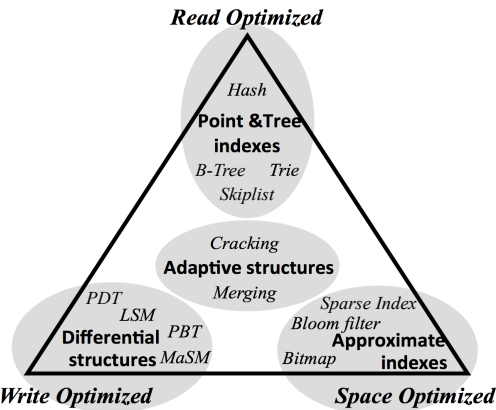 Read Optimized
Hash
Point &Tree
indexes
B-Tree Trie
Skiplist
Cracking
Adaptive structures
Merging
PDT
LSM
Differential PBT
structures MaSM
Sparse Index
Bloom filter
Approximate
Bitmap indexes
Write Optimized
Space Optimized